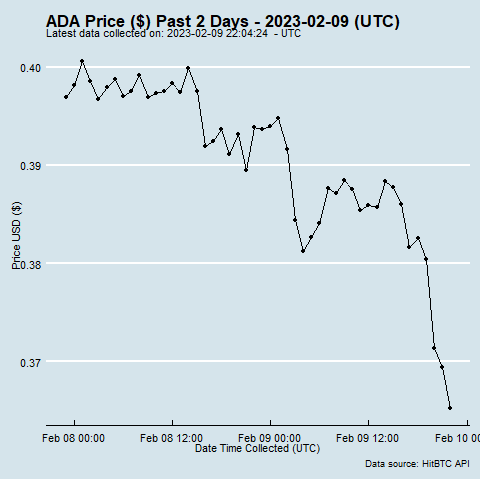 ADA Price ($) Past 2 Days - 2023-02-09 (UTC)
Latest data collected on: 2023-02-09 22:04:24 - UTC
0.40
0.39
0.38
0.37
Price USD ($)
Feb 08 00:00 Feb 08 12:00 Feb 09 00:00 Feb 09 12:00 Feb 10 00
Date Time Collected (UTC)
Data source: HitBTC API